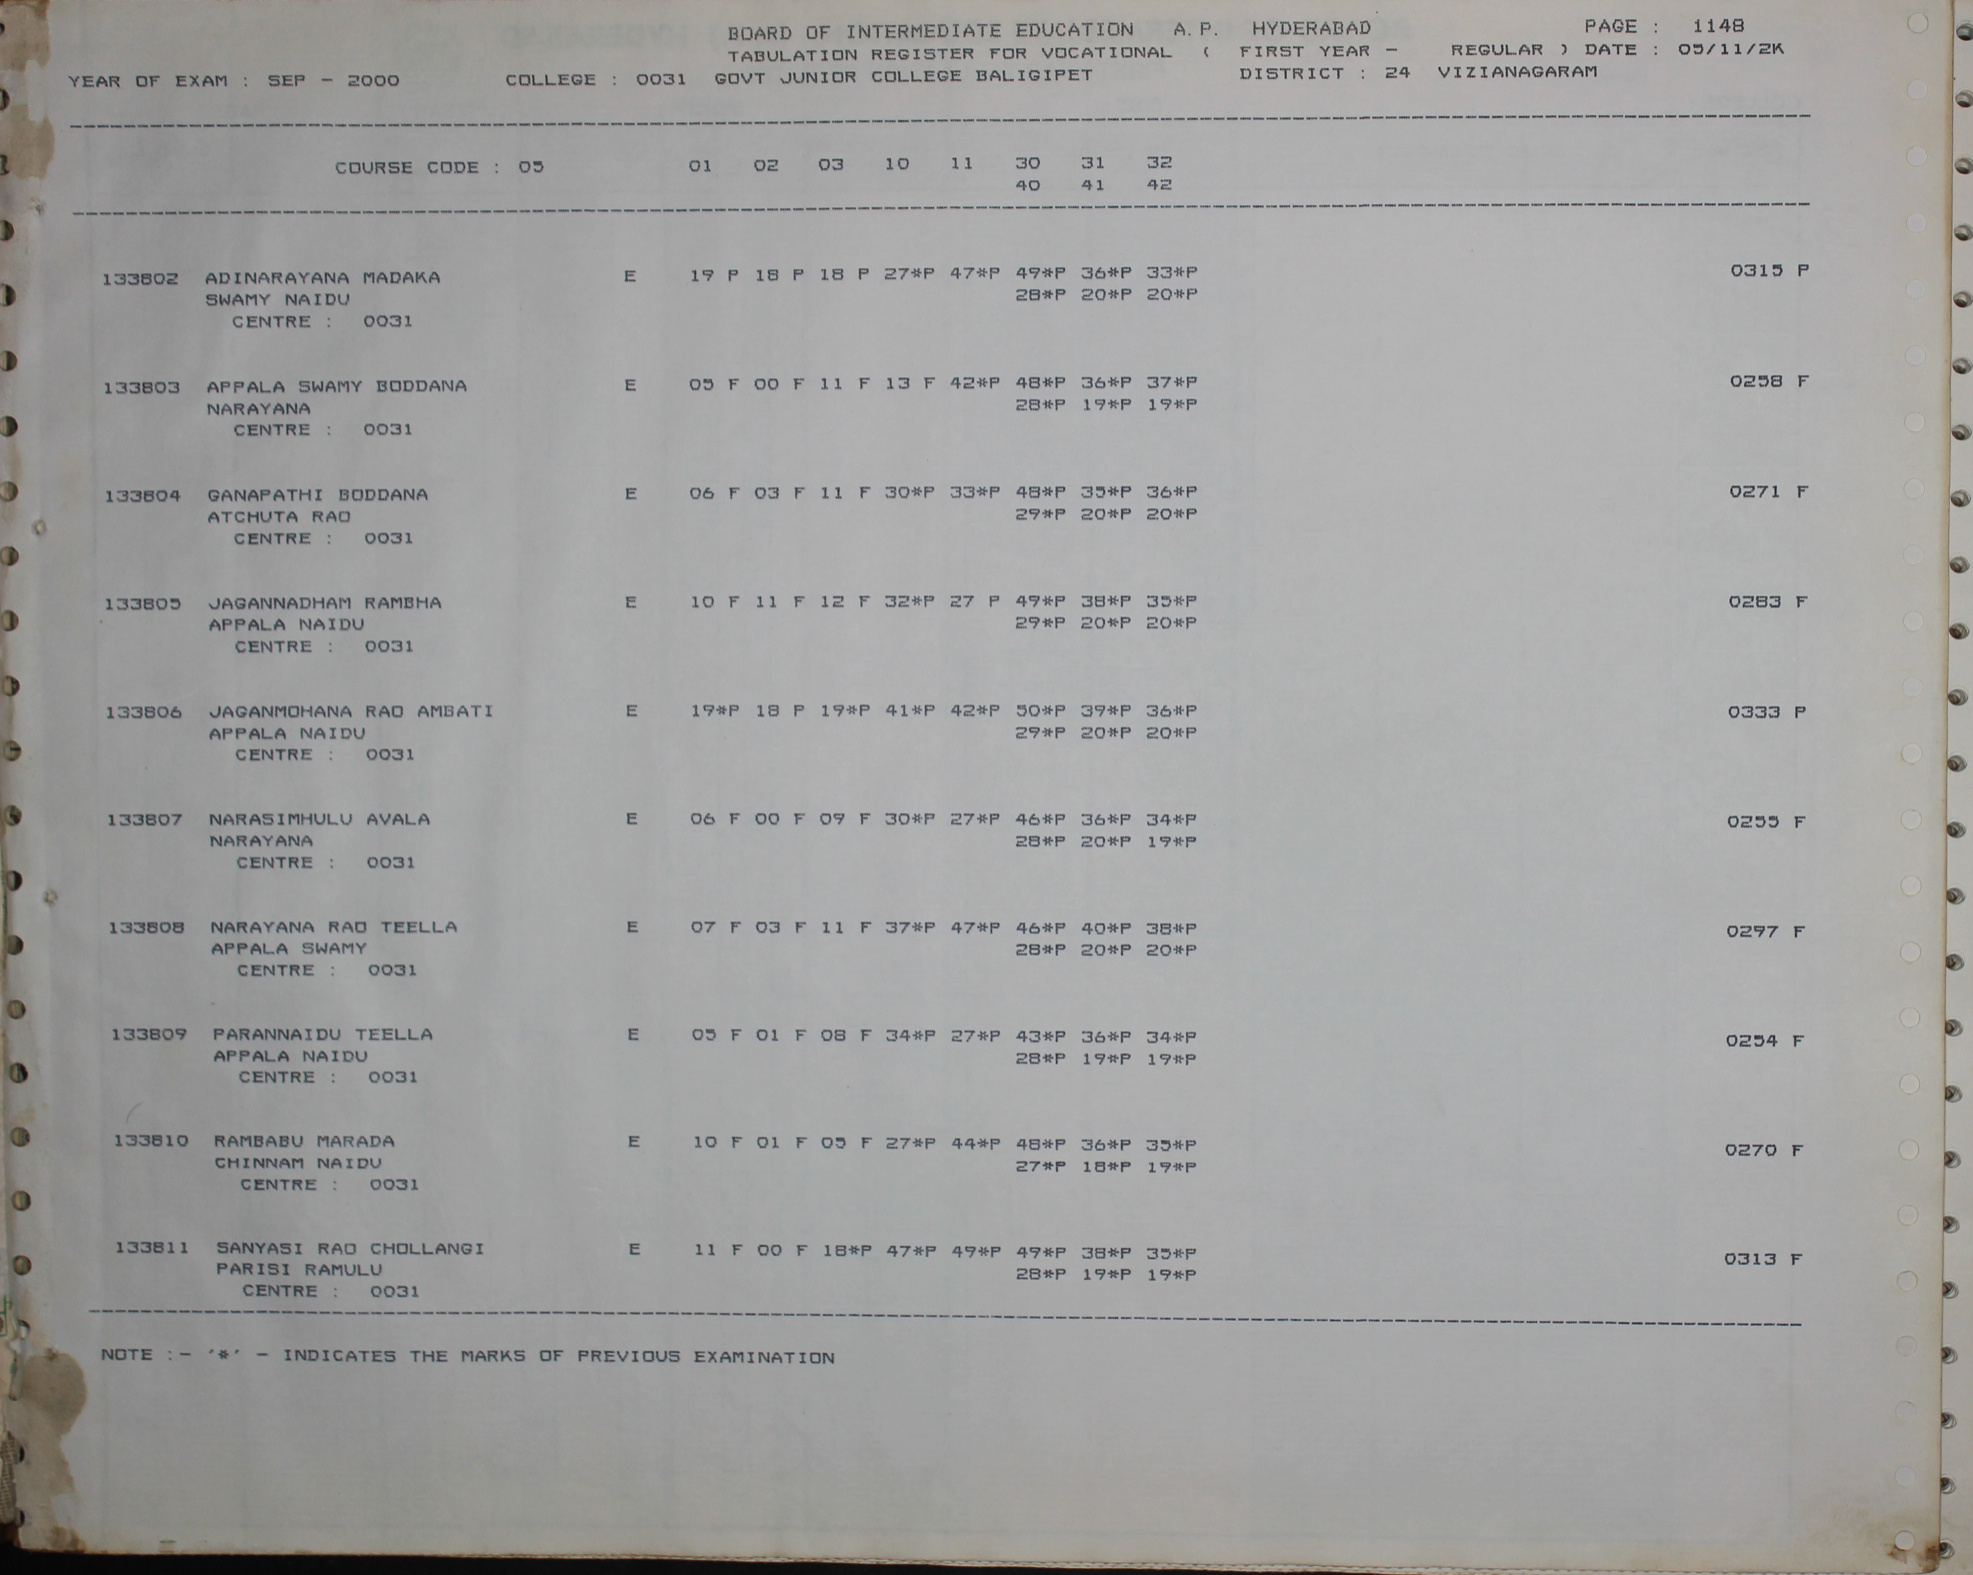 BOARD OF INTERMEDIATE EDUCATION A.P. HYDERABAD PAGE : 1148
TABULATION REGISTER FOR VOCATIONAL ( FIRST YEAR - REGULAR ) DATE : 05/11/2K
YEAR OF EXAM : SEP - 2000 COLLEGE : 0031 GOVT JUNIOR COLLEGE BALIGIPET DISTRICT : 24 VIZIANAGARAM
COURSE CODE : 05 01 02 03 10 11 30 31 32
40 41 42
133802 ADINARAYANA MADAKA E 19 P 18 P 18 P 27*P 47*P 49*P 36*P 33*P 0315 P
SWAMY NAIDU 28*P 20*P 20*P
CENTRE : 0031
133803 APPALA SWAMY BODDANA E 05 F 00 F 11 F 13 F 42*P 48*P 36*P 37*P 0258 F
NARAYANA 28*P 19*P 19*P
CENTRE : 0031
133804 GANAPATHI BODDANA E 06 F 03 F 11 F 30*P 33*P 48*P 35*P 36*P 0271 F
ATCHUTA RAO 29*P 20*P 20*P
CENTRE : 0031
133805 JAGANNADHAM RAMBHA E 10 F 11 F 12 F 32*P 27 P 49*P 38*P 35*P 0283 F
APPALA NAIDU 29*P 20*P 20*P
CENTRE : 0031
133806 JAGANMOHANA RAO AMBATI E 19*P 18 P 19*P 41*P 42*P 50*P 39*P 36*P 0333 P
APPALA NAIDU 29*P 20*P 20*P
CENTRE : 0031
133807 NARASIMHULU AVALA E 06 F 00 F 09 F 30*P 27*P 46*P 36*P 34*P 0255 F
NARAYANA 28*P 20*P 19*P
CENTRE : 0031
133808 NARAYANA RAO TEELLA E 07 F 03 F 11 F 37*P 47*P 46*P 40*P 38*P 0297 F
APPALA SWAMY 28*P 20*P 20*P
CENTRE : 0031
133809 PARANNAIDU TEELLA E 05 F 01 F 08 F 34*P 27*P 43*P 36*P 34*P 0254 F
APPALA NAIDU 28*P 19*P 19*P
CENTRE : 0031
133810 RAMBABU MARADA E 10 F 01 F 05 F 27*P 44*P 48*P 36*P 35*P 0270 F
CHINNAM NAIDU 27*P 18*P 19*P
CENTRE : 0031
133811 SANYASI RAO CHOLLANGI E 11 F 00 F 18*P 47*P 49*P 49*P 38*P 35*P 0313 F
PARISI RAMULU 28*P 19*P 19*P
CENTRE : 0031
NOTE :- '*' - INDICATES THE MARKS OF PREVIOUS EXAMINATION